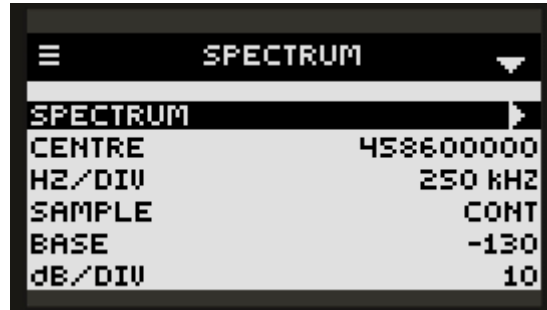 SPECTRUM
SPECTRUM
CENTRE 458600000
HZ/DIV 250 kHZ
SAMPLE CONT
BASE -130
dB/DIV 10